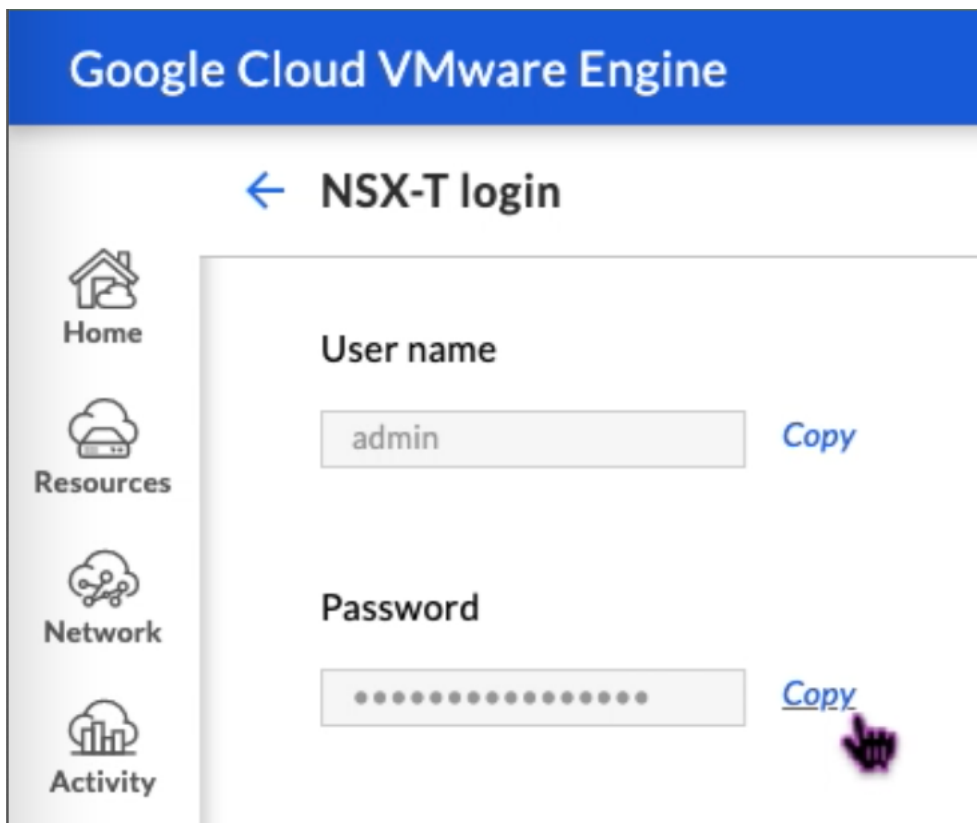 Google Cloud VMware Engine
NSX-T login
Home
User name
admin
Copy
Resources
Network
Password
••••••••••••••••
Copy
Activity